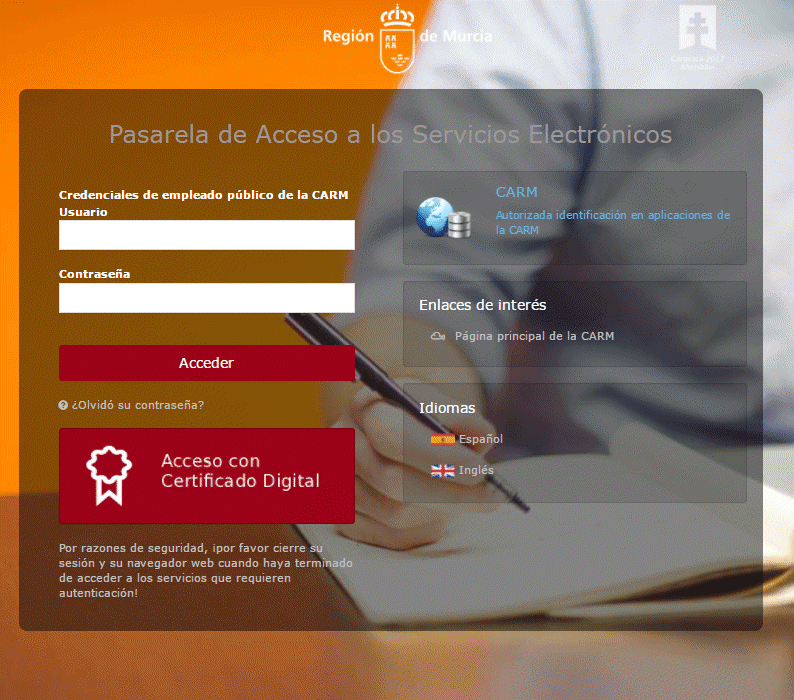 Región de Murcia
Caravaca 2017
Pasarela de Acceso a los Servicios Electrónicos
Credenciales de empleado público de la CARM
Usuario
Contraseña
Acceder
¿Olvidó su contraseña?
Acceso con
Certificado Digital
Por razones de seguridad, ¡por favor cierre su
sesión y su navegador web cuando haya terminado
de acceder a los servicios que requieren
autenticación!
CARM
Autorizada identificación en aplicaciones de
la CARM
Enlaces de interés
Página principal de la CARM
Idiomas
Español
Inglés